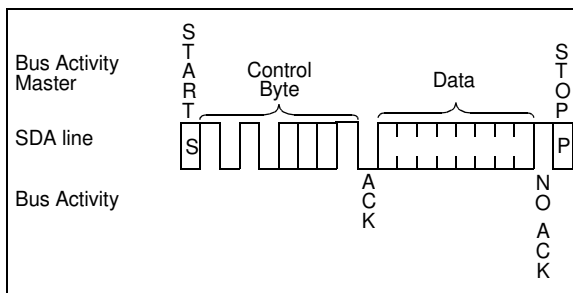 START
Bus Activity
Master
Control
Byte
Data
STOP
SDA line
S
P
Bus Activity
ACK
NO ACK